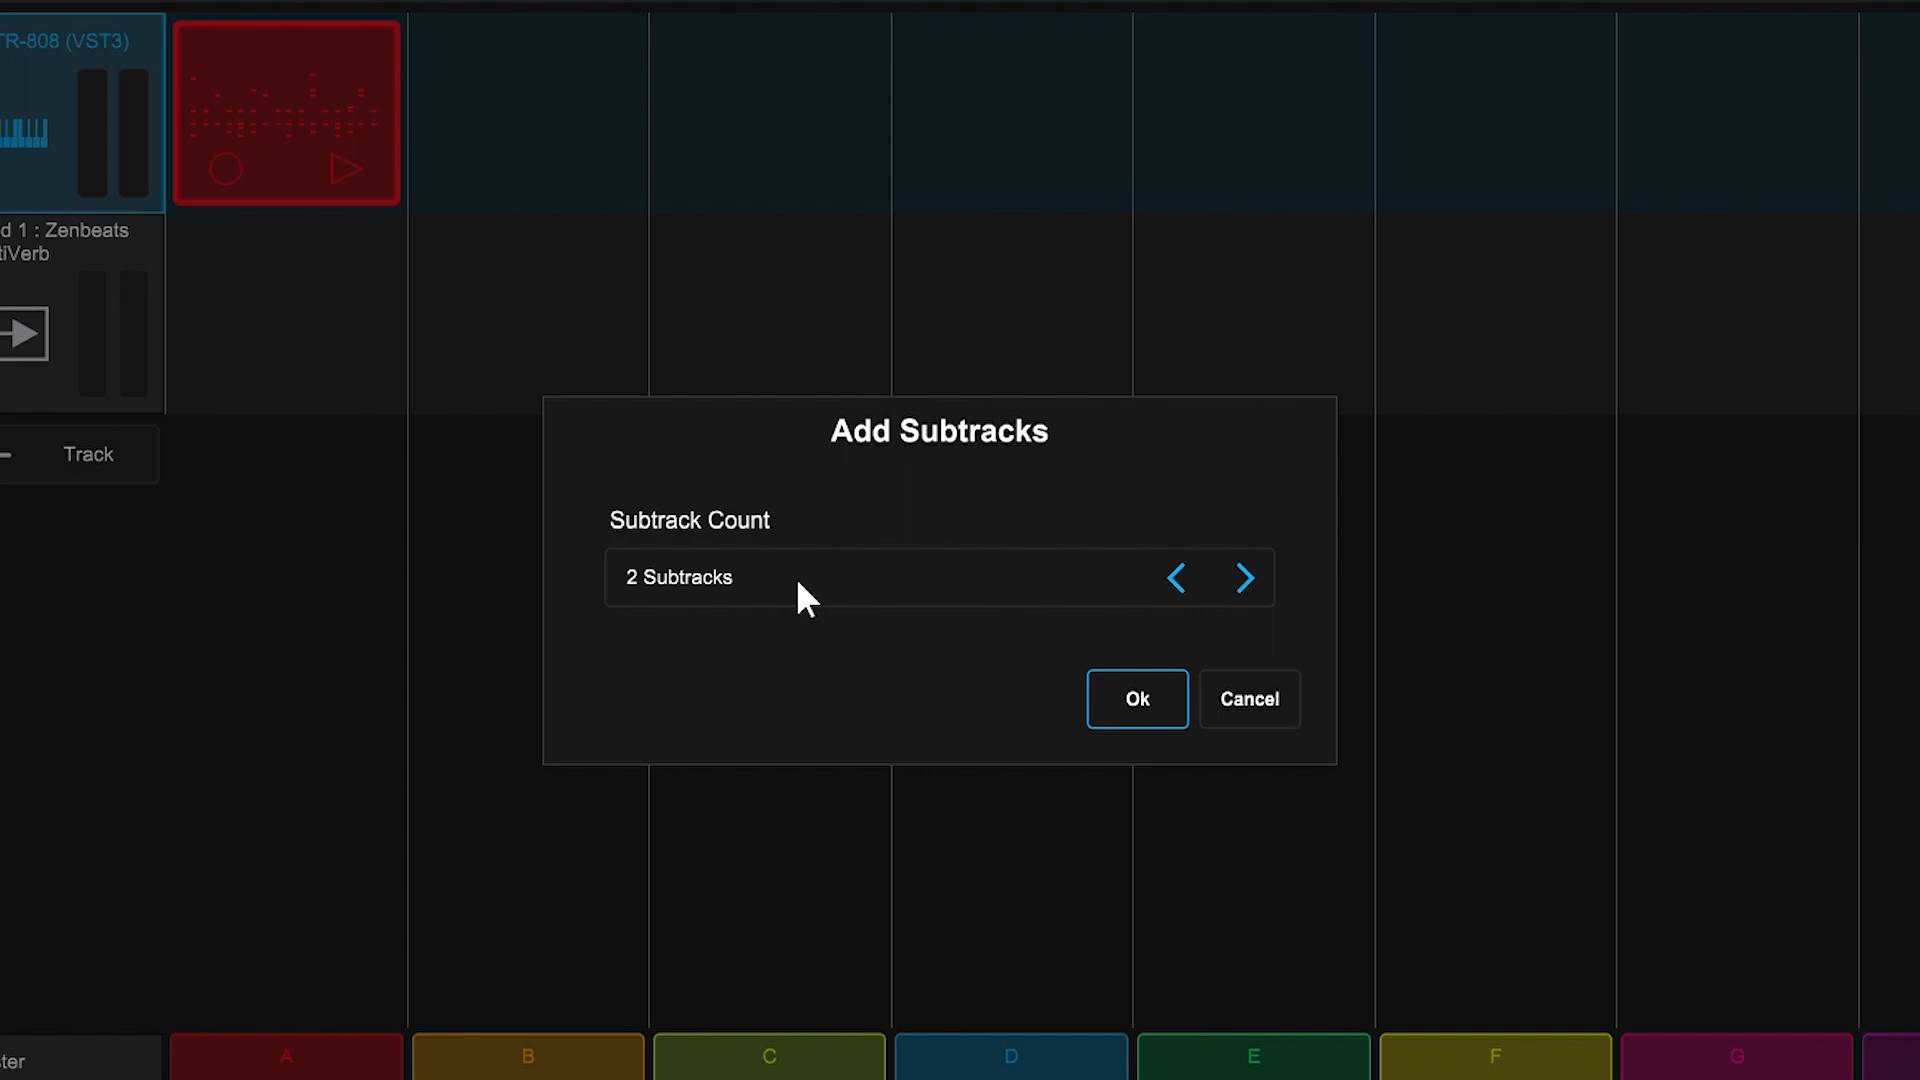 TR-808 (VST3)
d 1 : Zenbeats
tiVerb
Track
Add Subtracks
Subtrack Count
2 Subtracks
Ok
Cancel
ter
A
B
C
D
E
F
G